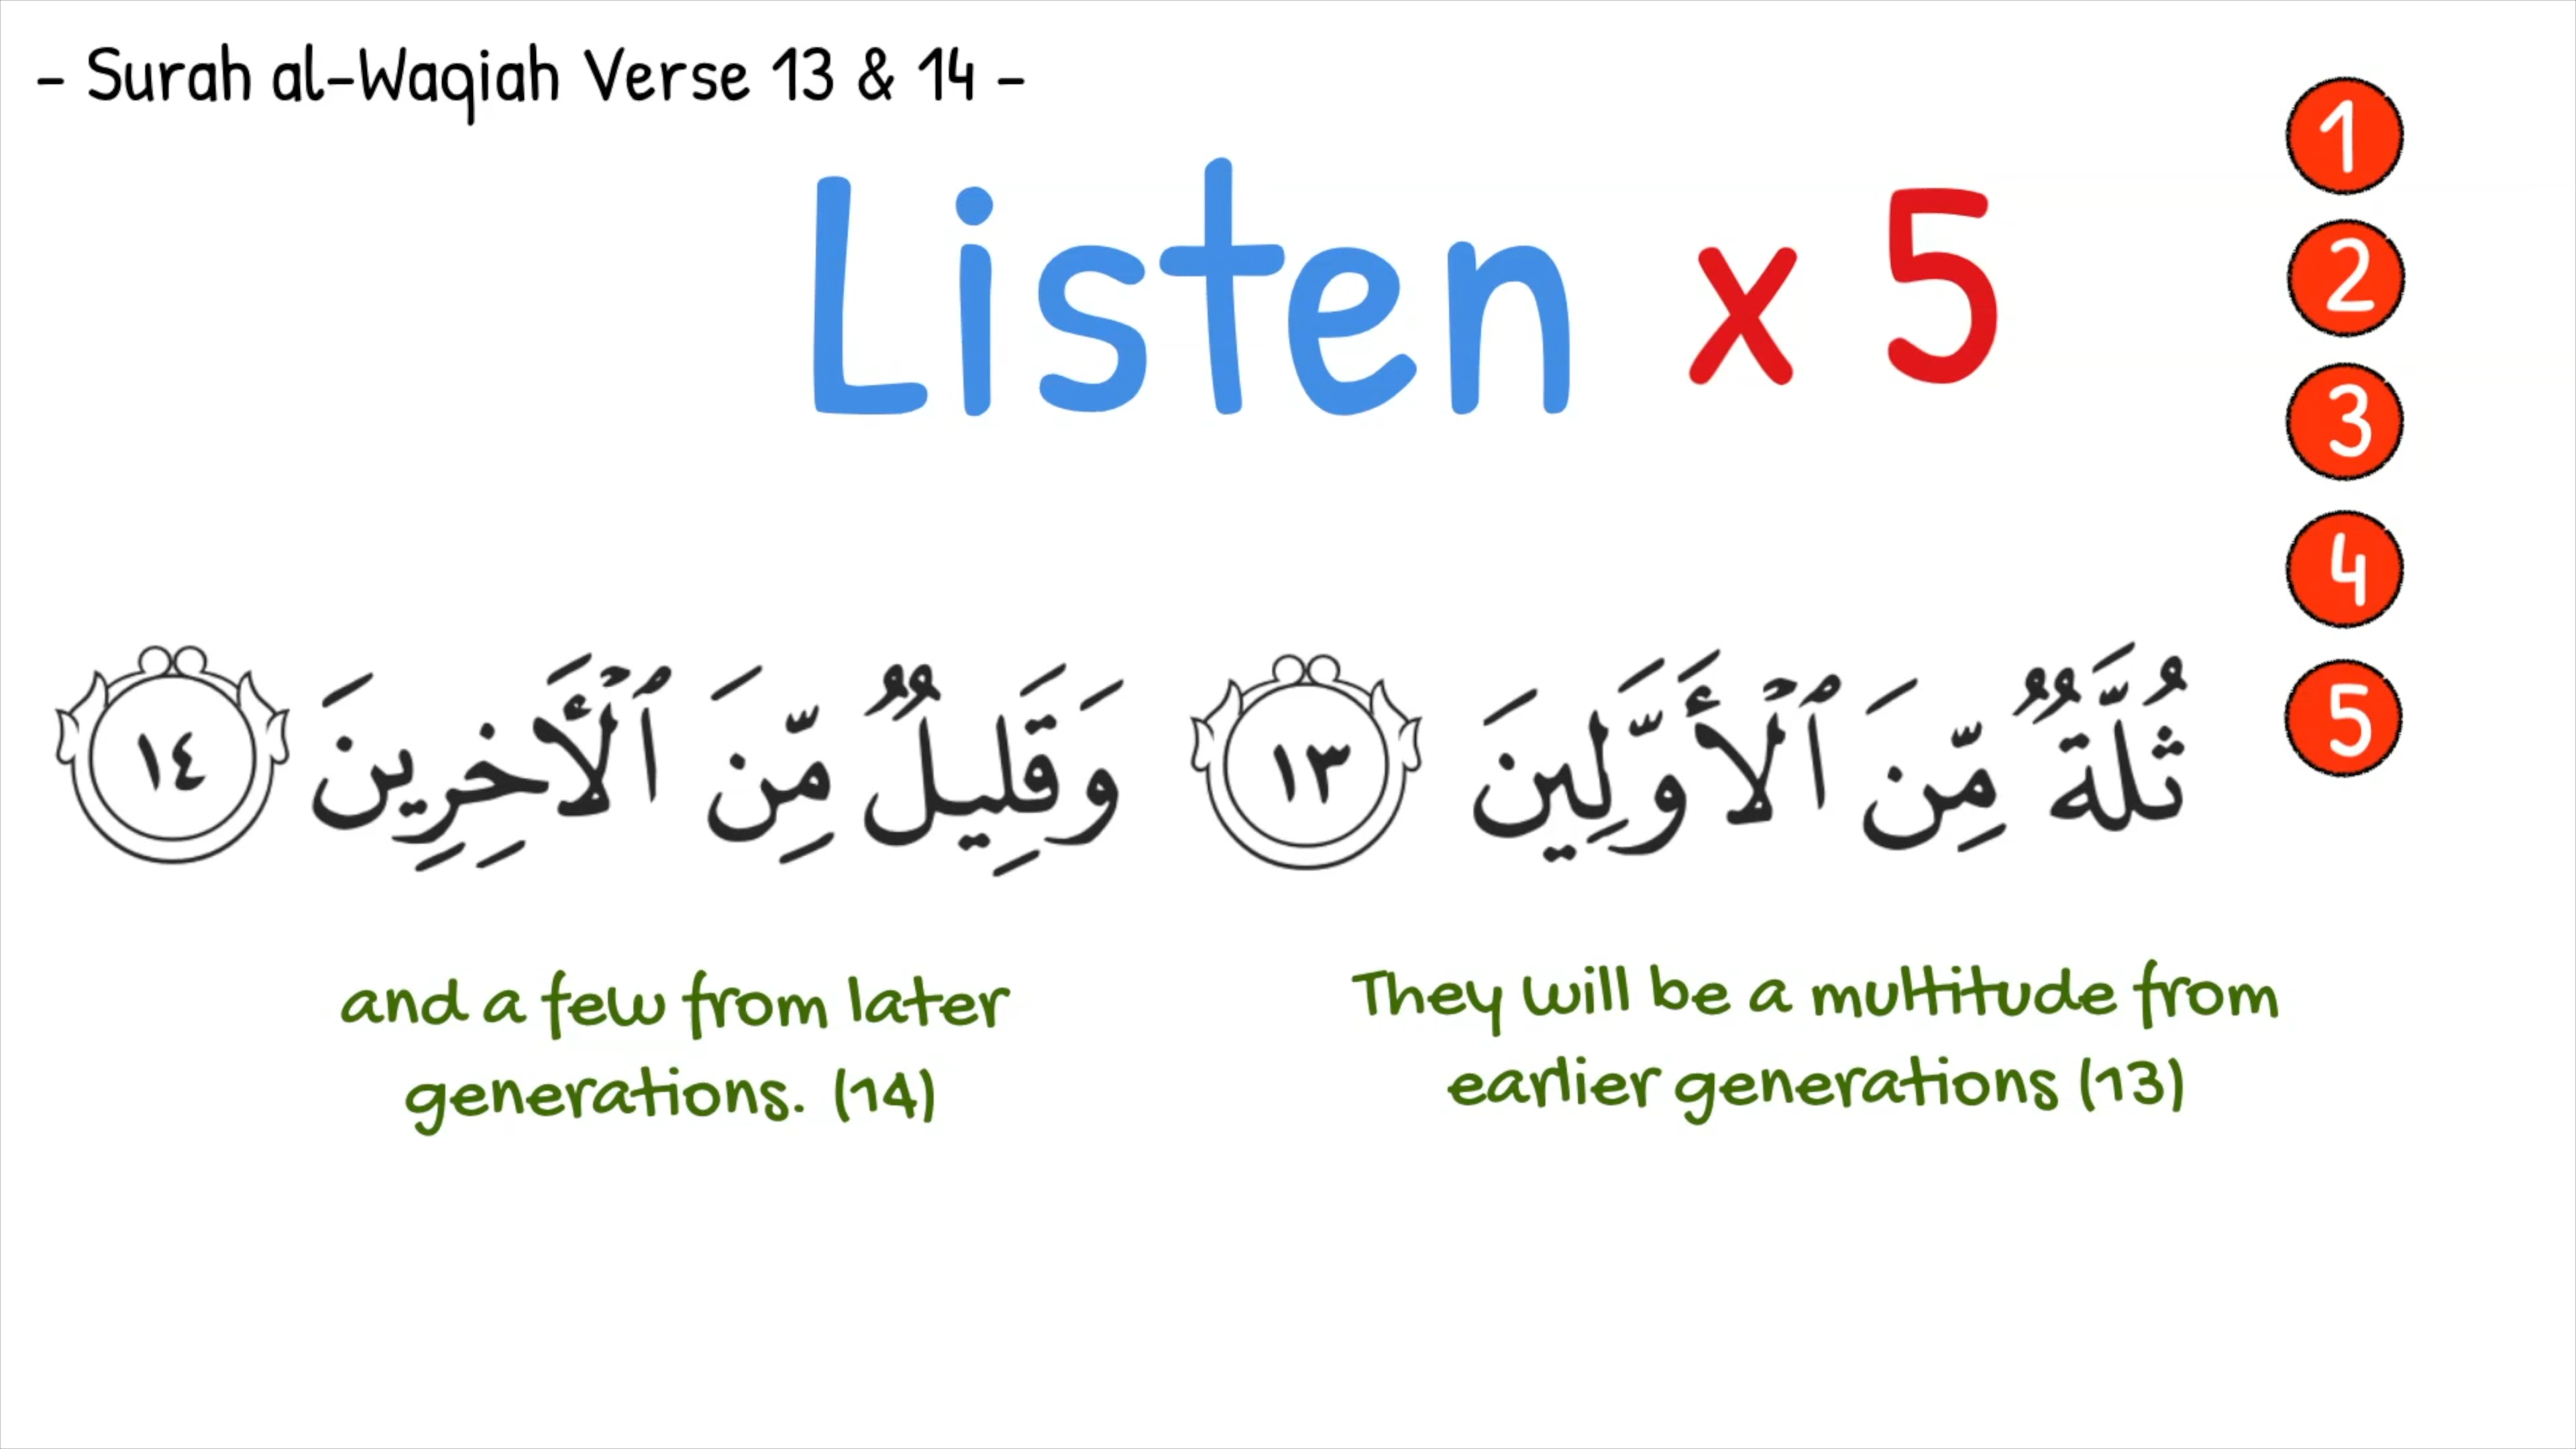 - Surah al-Waqiah Verse 13 & 14 -
Listen x 5
1
2
3
4
5
ثُلَّةٌ مِّنَ ٱلْأَوَّلِينَ ١٣ وَقَلِيلٌ مِّنَ ٱلْأَخِرِينَ ١٤
They will be a multitude from
earlier generations (13)
and a few from later
generations. (14)